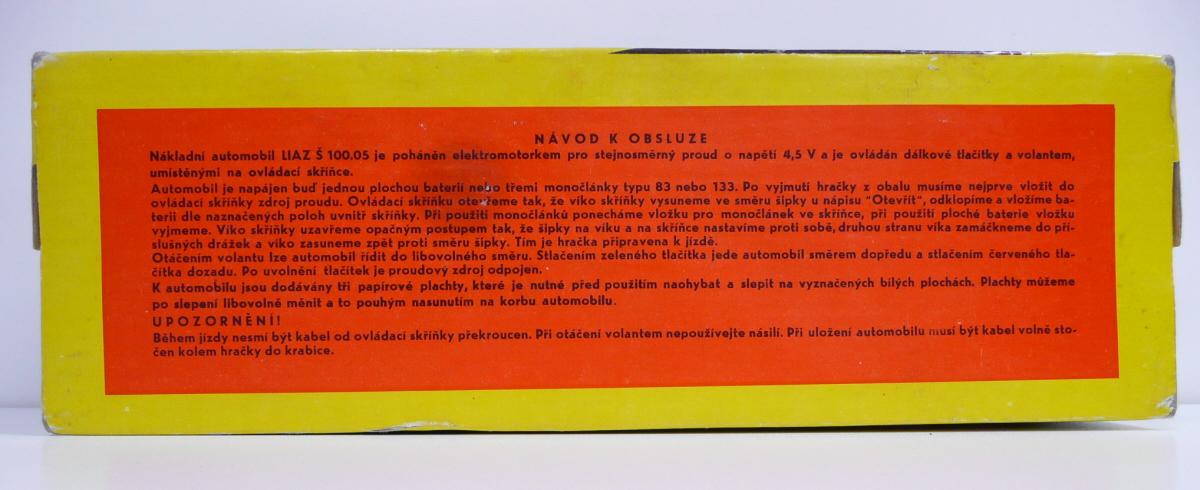 NÁVOD K OBSLUZE
Nákladní automobil LIAZ Š 100.05 je poháněn elektromotorkem pro stejnosměrný proud o napětí 4,5 V a je ovládán dálkově tlačítky a volantem,
umístěnými na ovládací skříňce.
Automobil je napájen buď jednou plochou baterií nebo třemi monočlánky typu 83 nebo 133. Po vyjmutí hračky z obalu musíme nejprve vložit do
ovládací skříňky zdroj proudu. Ovládací skříňku otevřeme tak, že víko skříňky vysuneme ve směru šipky u nápisu "Otevřít", odklopíme a vložíme ba-
terii dle naznačených poloh uvnitř skříňky. Při použití monočlánků ponecháme vložku pro monočlánek ve skříňce, při použití ploché baterie vložku
vyjmeme. Víko skříňky uzavřeme opačným postupem tak, že šipky na víku a na skříňce nastavíme proti sobě, druhou stranu víka zamáčkneme do pří-
slušných drážek a víko zasuneme zpět proti směru šipky. Tím je hračka připravena k jízdě.
Otáčením volantu lze automobil řídit do libovolného směru. Stlačením zeleného tlačítka jede automobil směrem dopředu a stlačením červeného tla-
čítka dozadu. Po uvolnění tlačítek je proudový zdroj odpojen.
K automobilu jsou dodávány tři papírové plachty, které je nutné před použitím naohybat a slepit na vyznačených bílých plochách. Plachty můžeme
po slepení libovolně měnit a to pouhým nasunutím na korbu automobilu.
UPOZORNĚNÍ!
Během jízdy nesmí být kabel od ovládací skříňky překroucen. Při otáčení volantem nepoužívejte násilí. Při uložení automobilu musí být kabel volně sto-
čen kolem hračky do krabice.